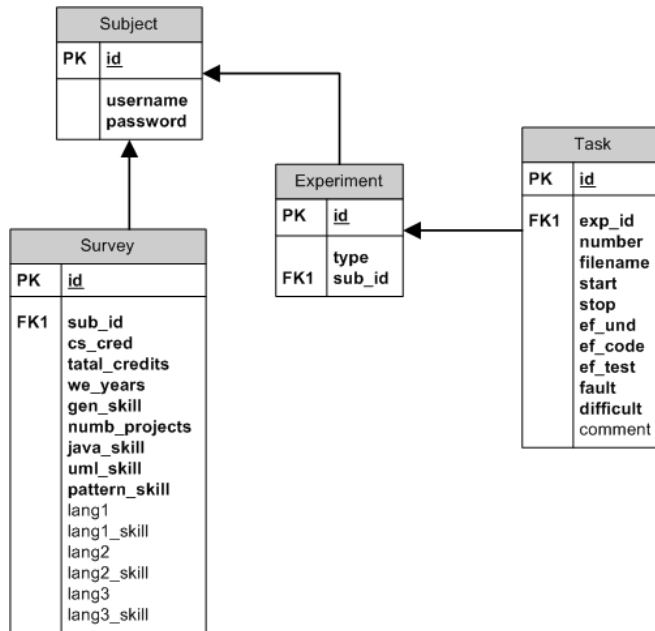 Subject
PK id
username
password
Experiment
PK id
type
FK1 sub_id
Task
PK id
FK1 exp_id
number
filename
start
stop
ef_und
ef_code
ef_test
fault
difficult
comment
Survey
PK id
FK1 sub_id
cs_cred
tatal_credits
we_years
gen_skill
numb_projects
java_skill
uml_skill
pattern_skill
lang1
lang1_skill
lang2
lang2_skill
lang3
lang3_skill